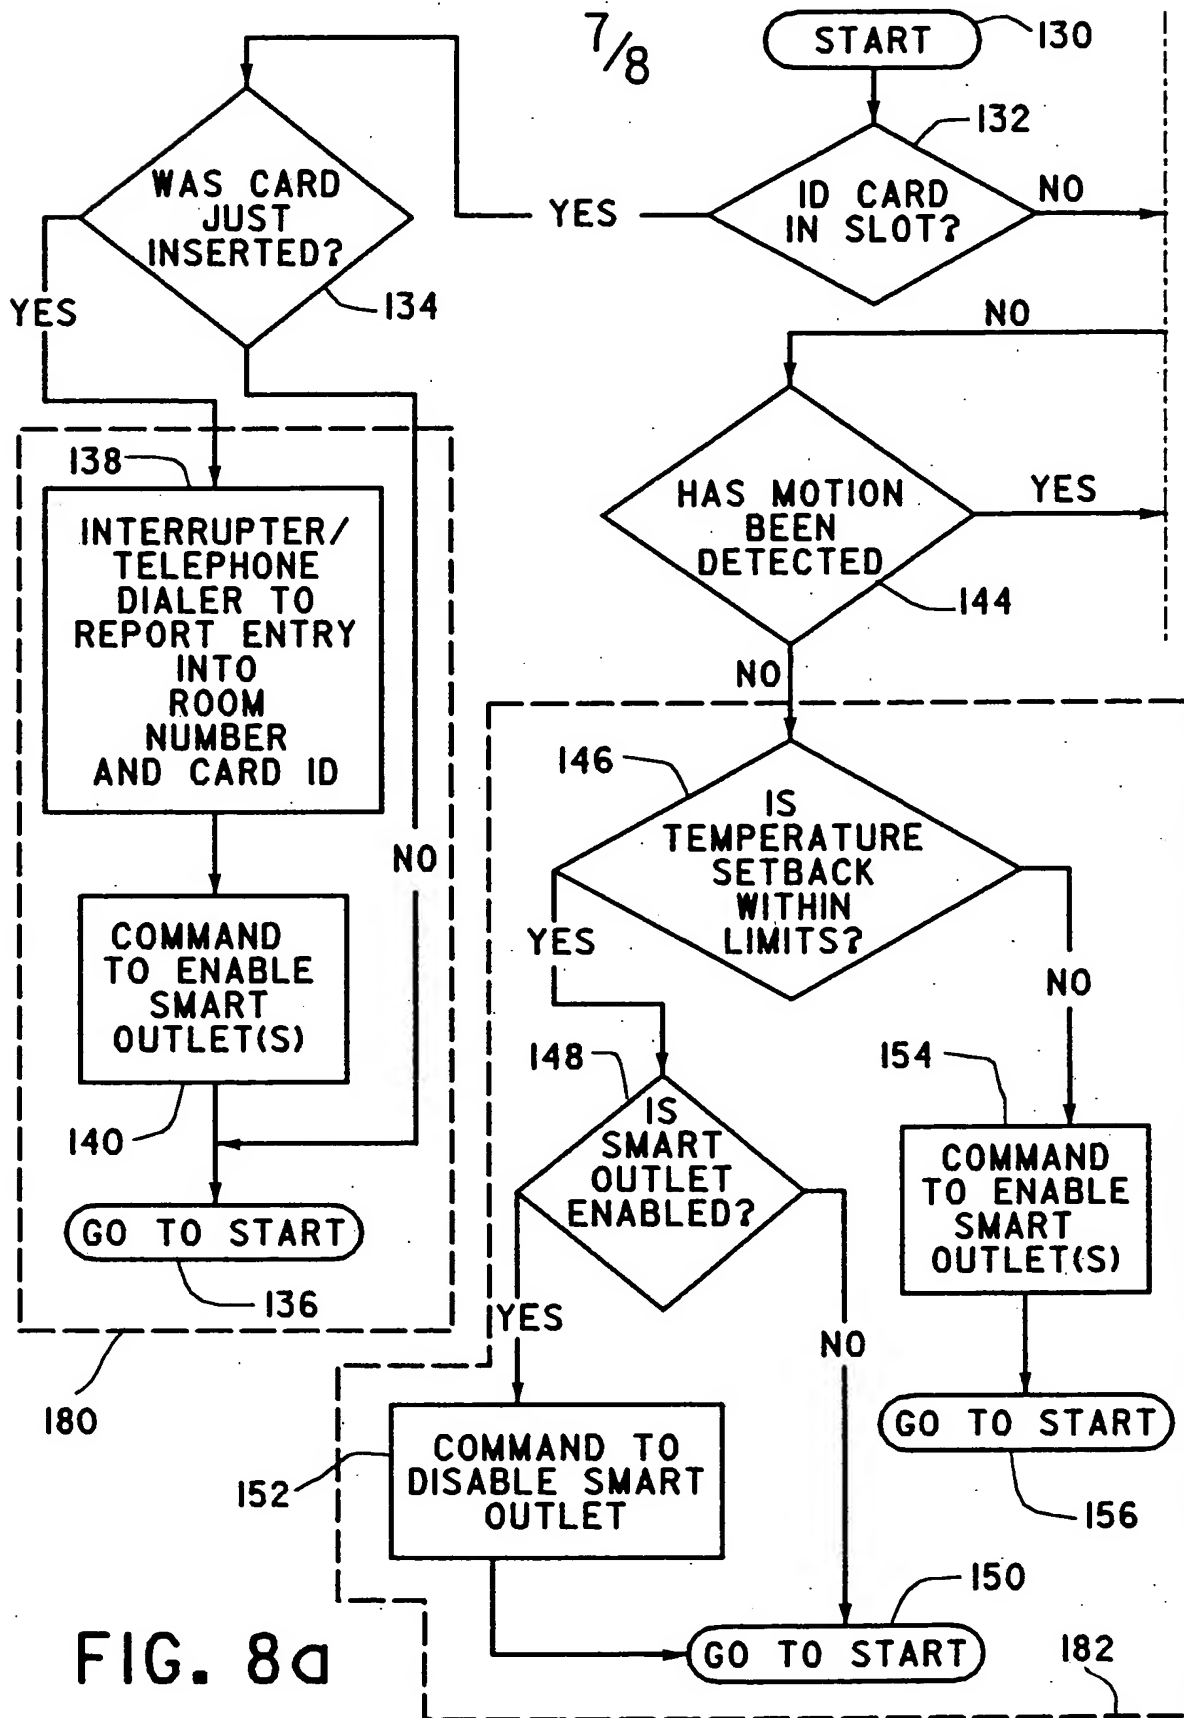 7/8
START
130
132
ID CARD
IN SLOT?
NO
YES
WAS CARD
JUST
INSERTED?
134
YES
NO
NO
HAS MOTION
BEEN
DETECTED
YES
144
NO
138
INTERRUPTER/
TELEPHONE
DIALER TO
REPORT ENTRY
INTO
ROOM
NUMBER
AND CARD ID
COMMAND
TO ENABLE
SMART
OUTLET(S)
140
GO TO START
136
180
146
IS
TEMPERATURE
SETBACK
WITHIN
LIMITS?
YES
NO
148
IS
SMART
OUTLET
ENABLED?
YES
NO
154
COMMAND
TO ENABLE
SMART
OUTLET(S)
GO TO START
156
152
COMMAND TO
DISABLE SMART
OUTLET
150
GO TO START
182
FIG. 8a